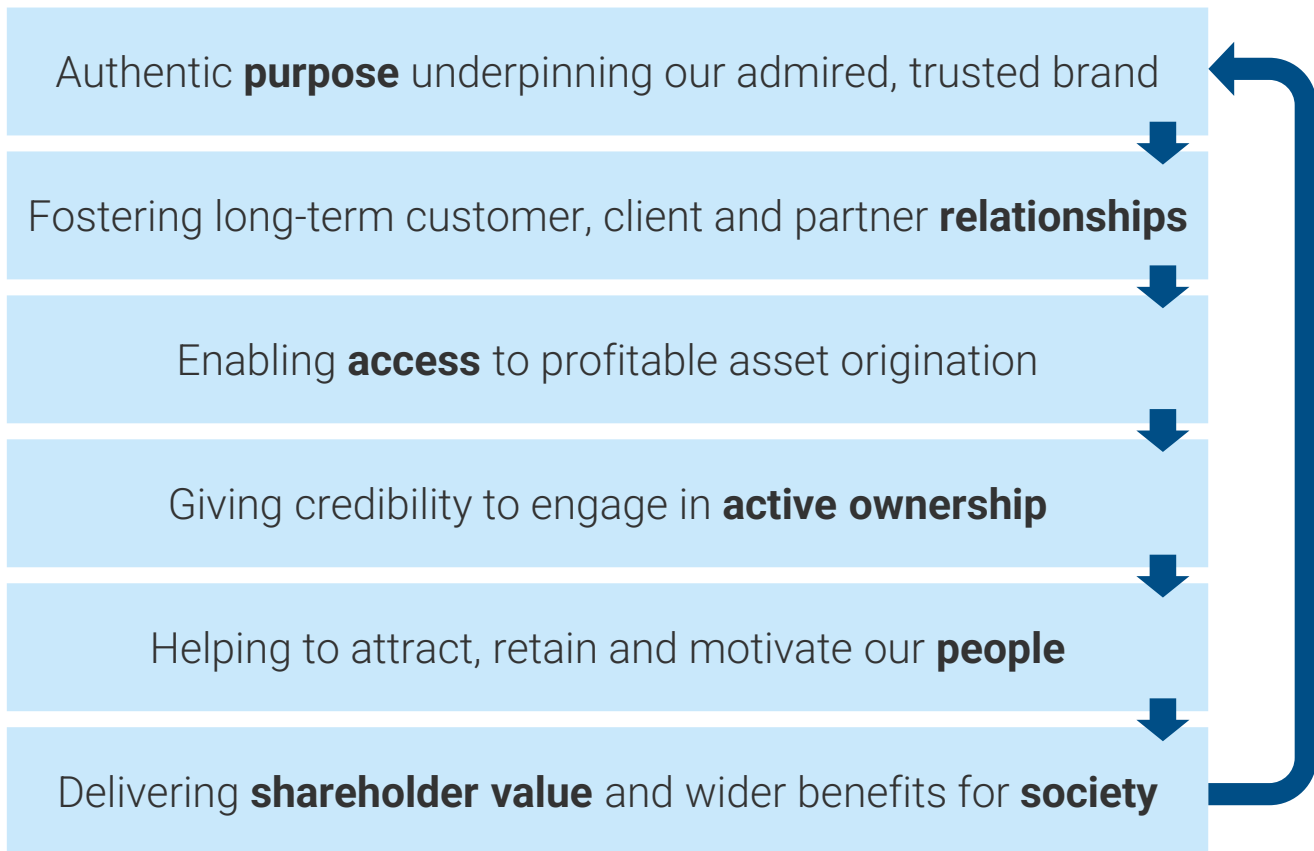 Authentic purpose underpinning our admired, trusted brand
Fostering long-term customer, client and partner relationships
Enabling access to profitable asset origination
Giving credibility to engage in active ownership
Helping to attract, retain and motivate our people
Delivering shareholder value and wider benefits for society